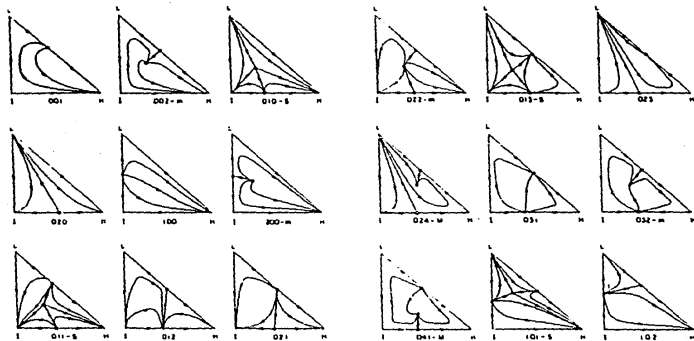 L L L L L L
I 001 H I 002-m H I 010-S H I 022-m H I 013-S H I 023 H
L L L L L L
I 020 H I 100 H I 200-m H I 024-M H I 031 H I 032-m H
L L L L L L
I 011-S H I 012 H I 021 H I 041-M H I 101-S H I 102 H